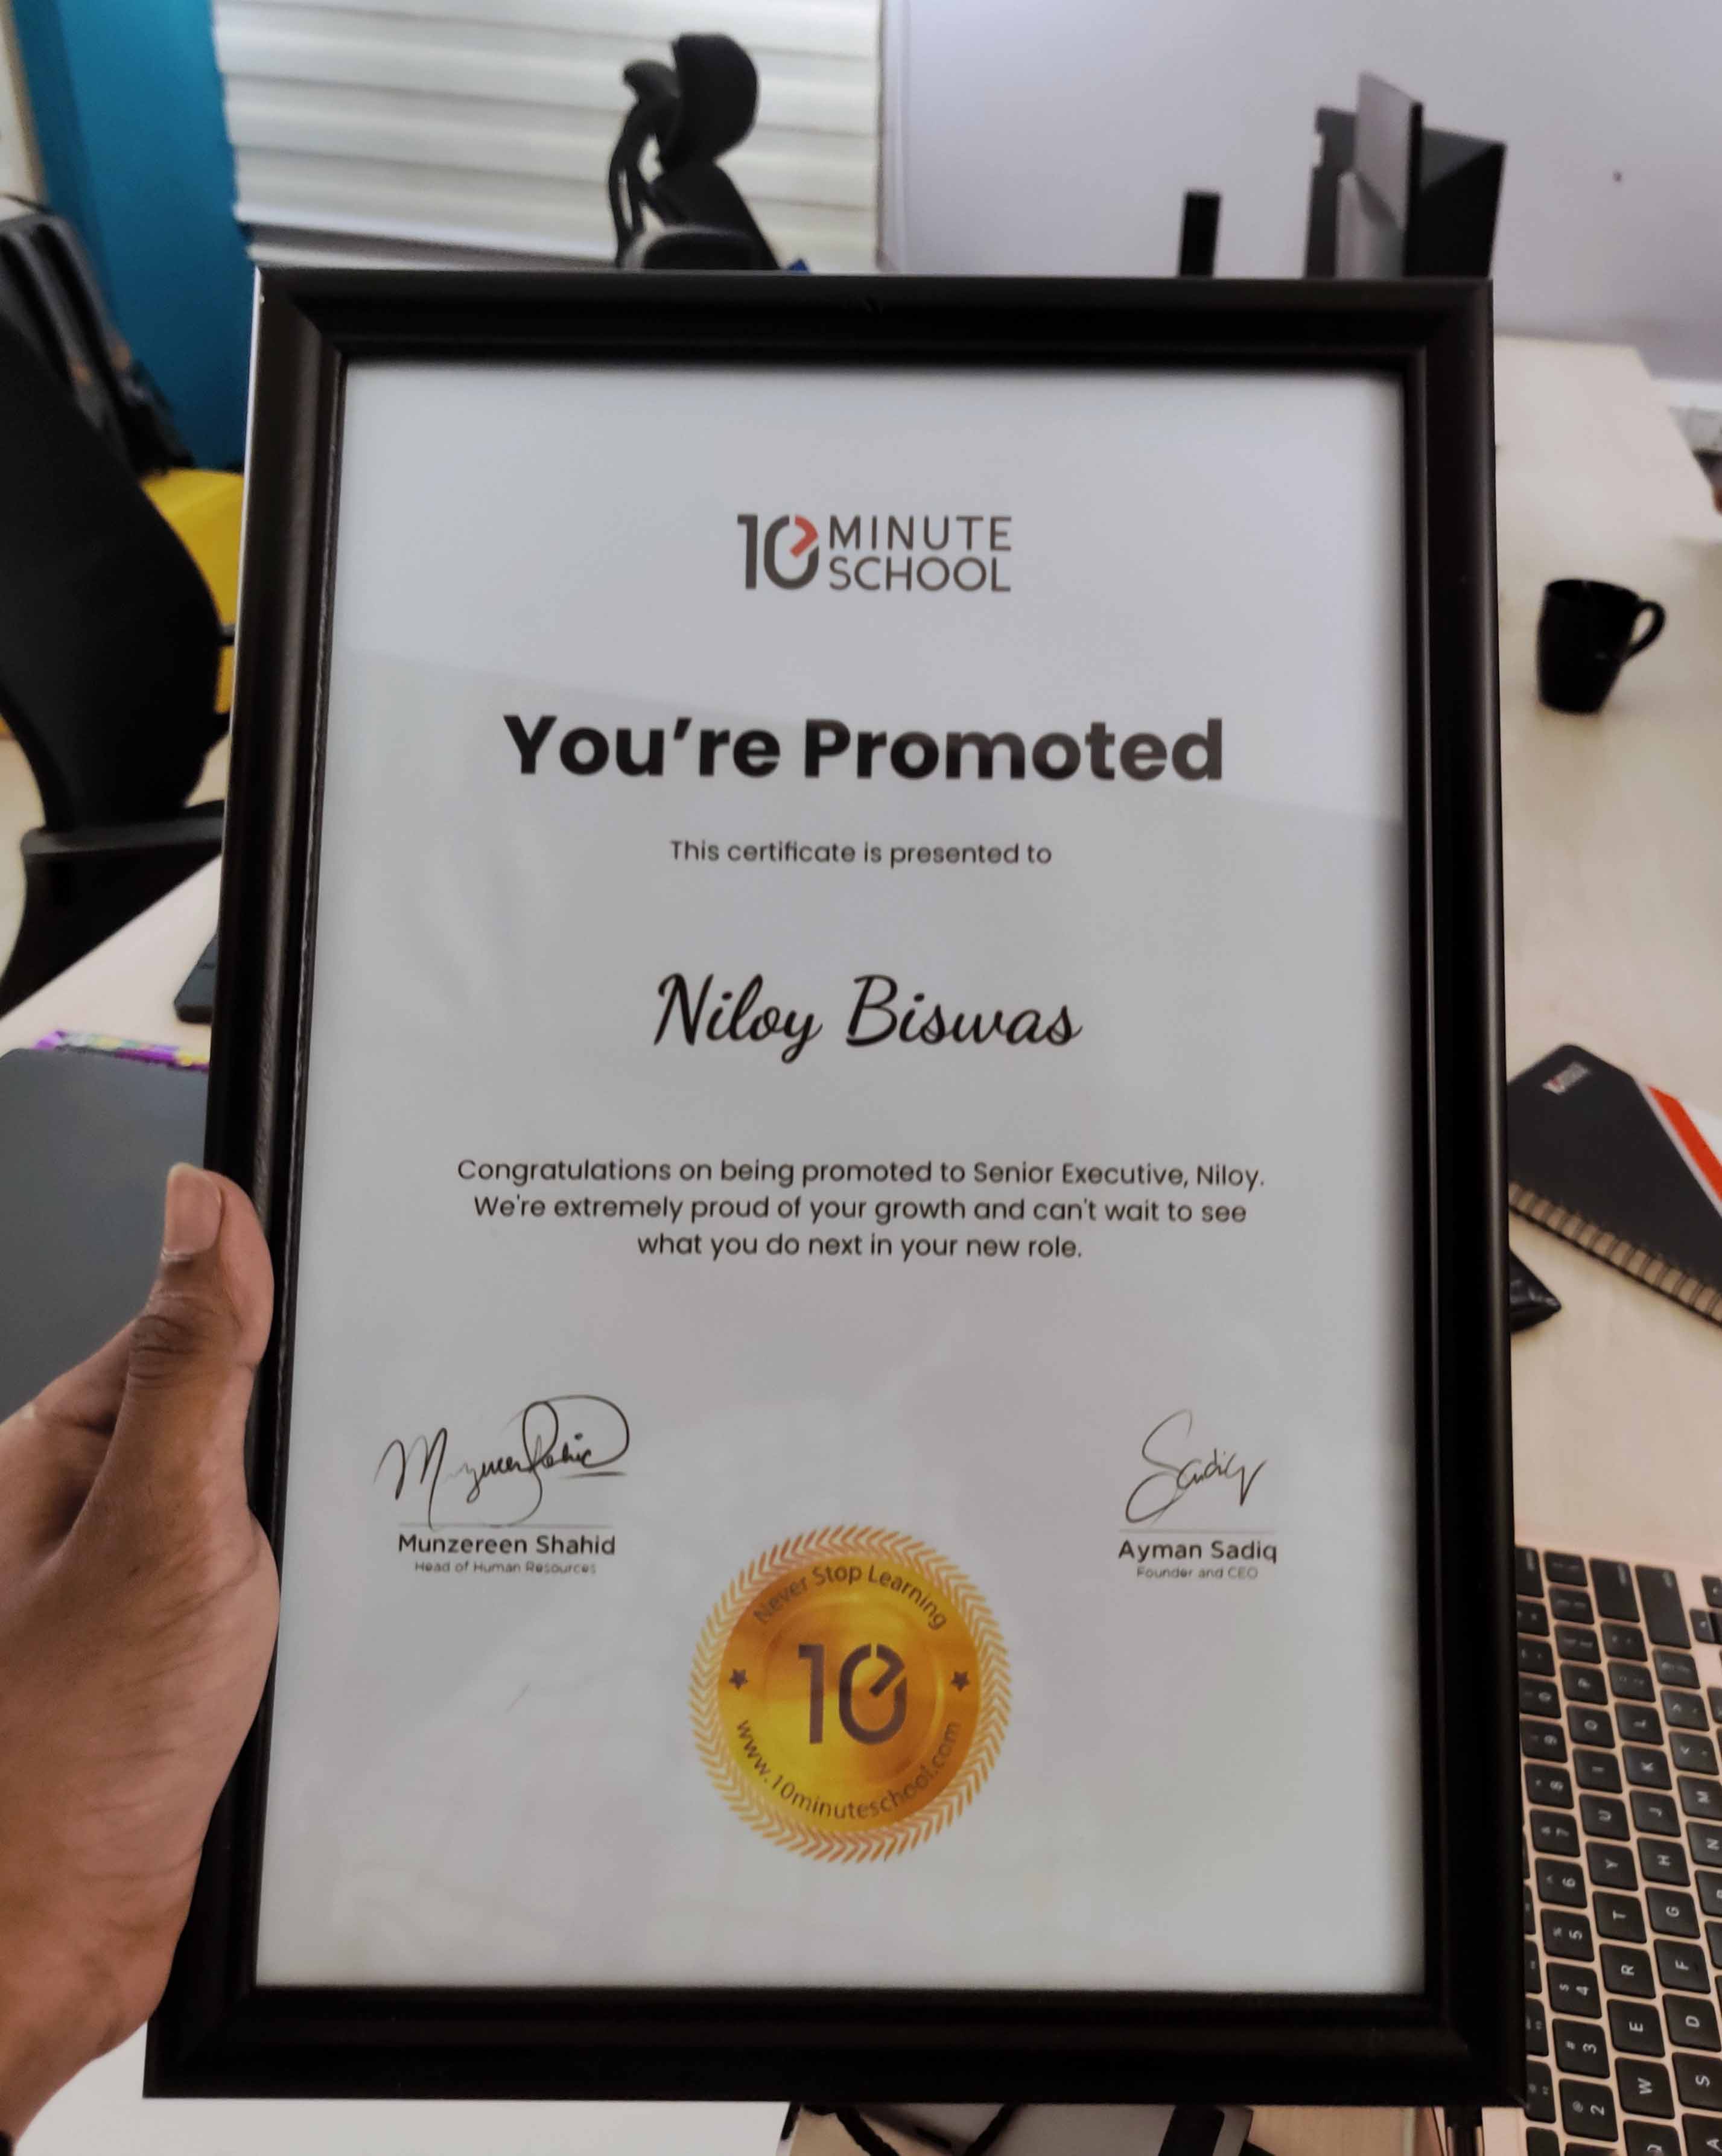 10 MINUTE
SCHOOL
You're Promoted
This certificate is presented to
Niloy Biswas
Congratulations on being promoted to Senior Executive, Niloy.
We're extremely proud of your growth and can't wait to see
what you do next in your new role.
Sadiq
Munzereen Shahid
Head of Human Resources
Ayman Sadiq
Founder and CEO
Never Stop Learning
10
www.10minuteschool.com